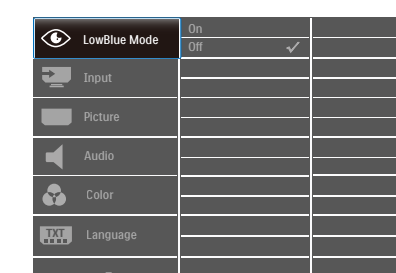 LowBlue Mode
On
Off
Input
Picture
Audio
Color
TXT
Language